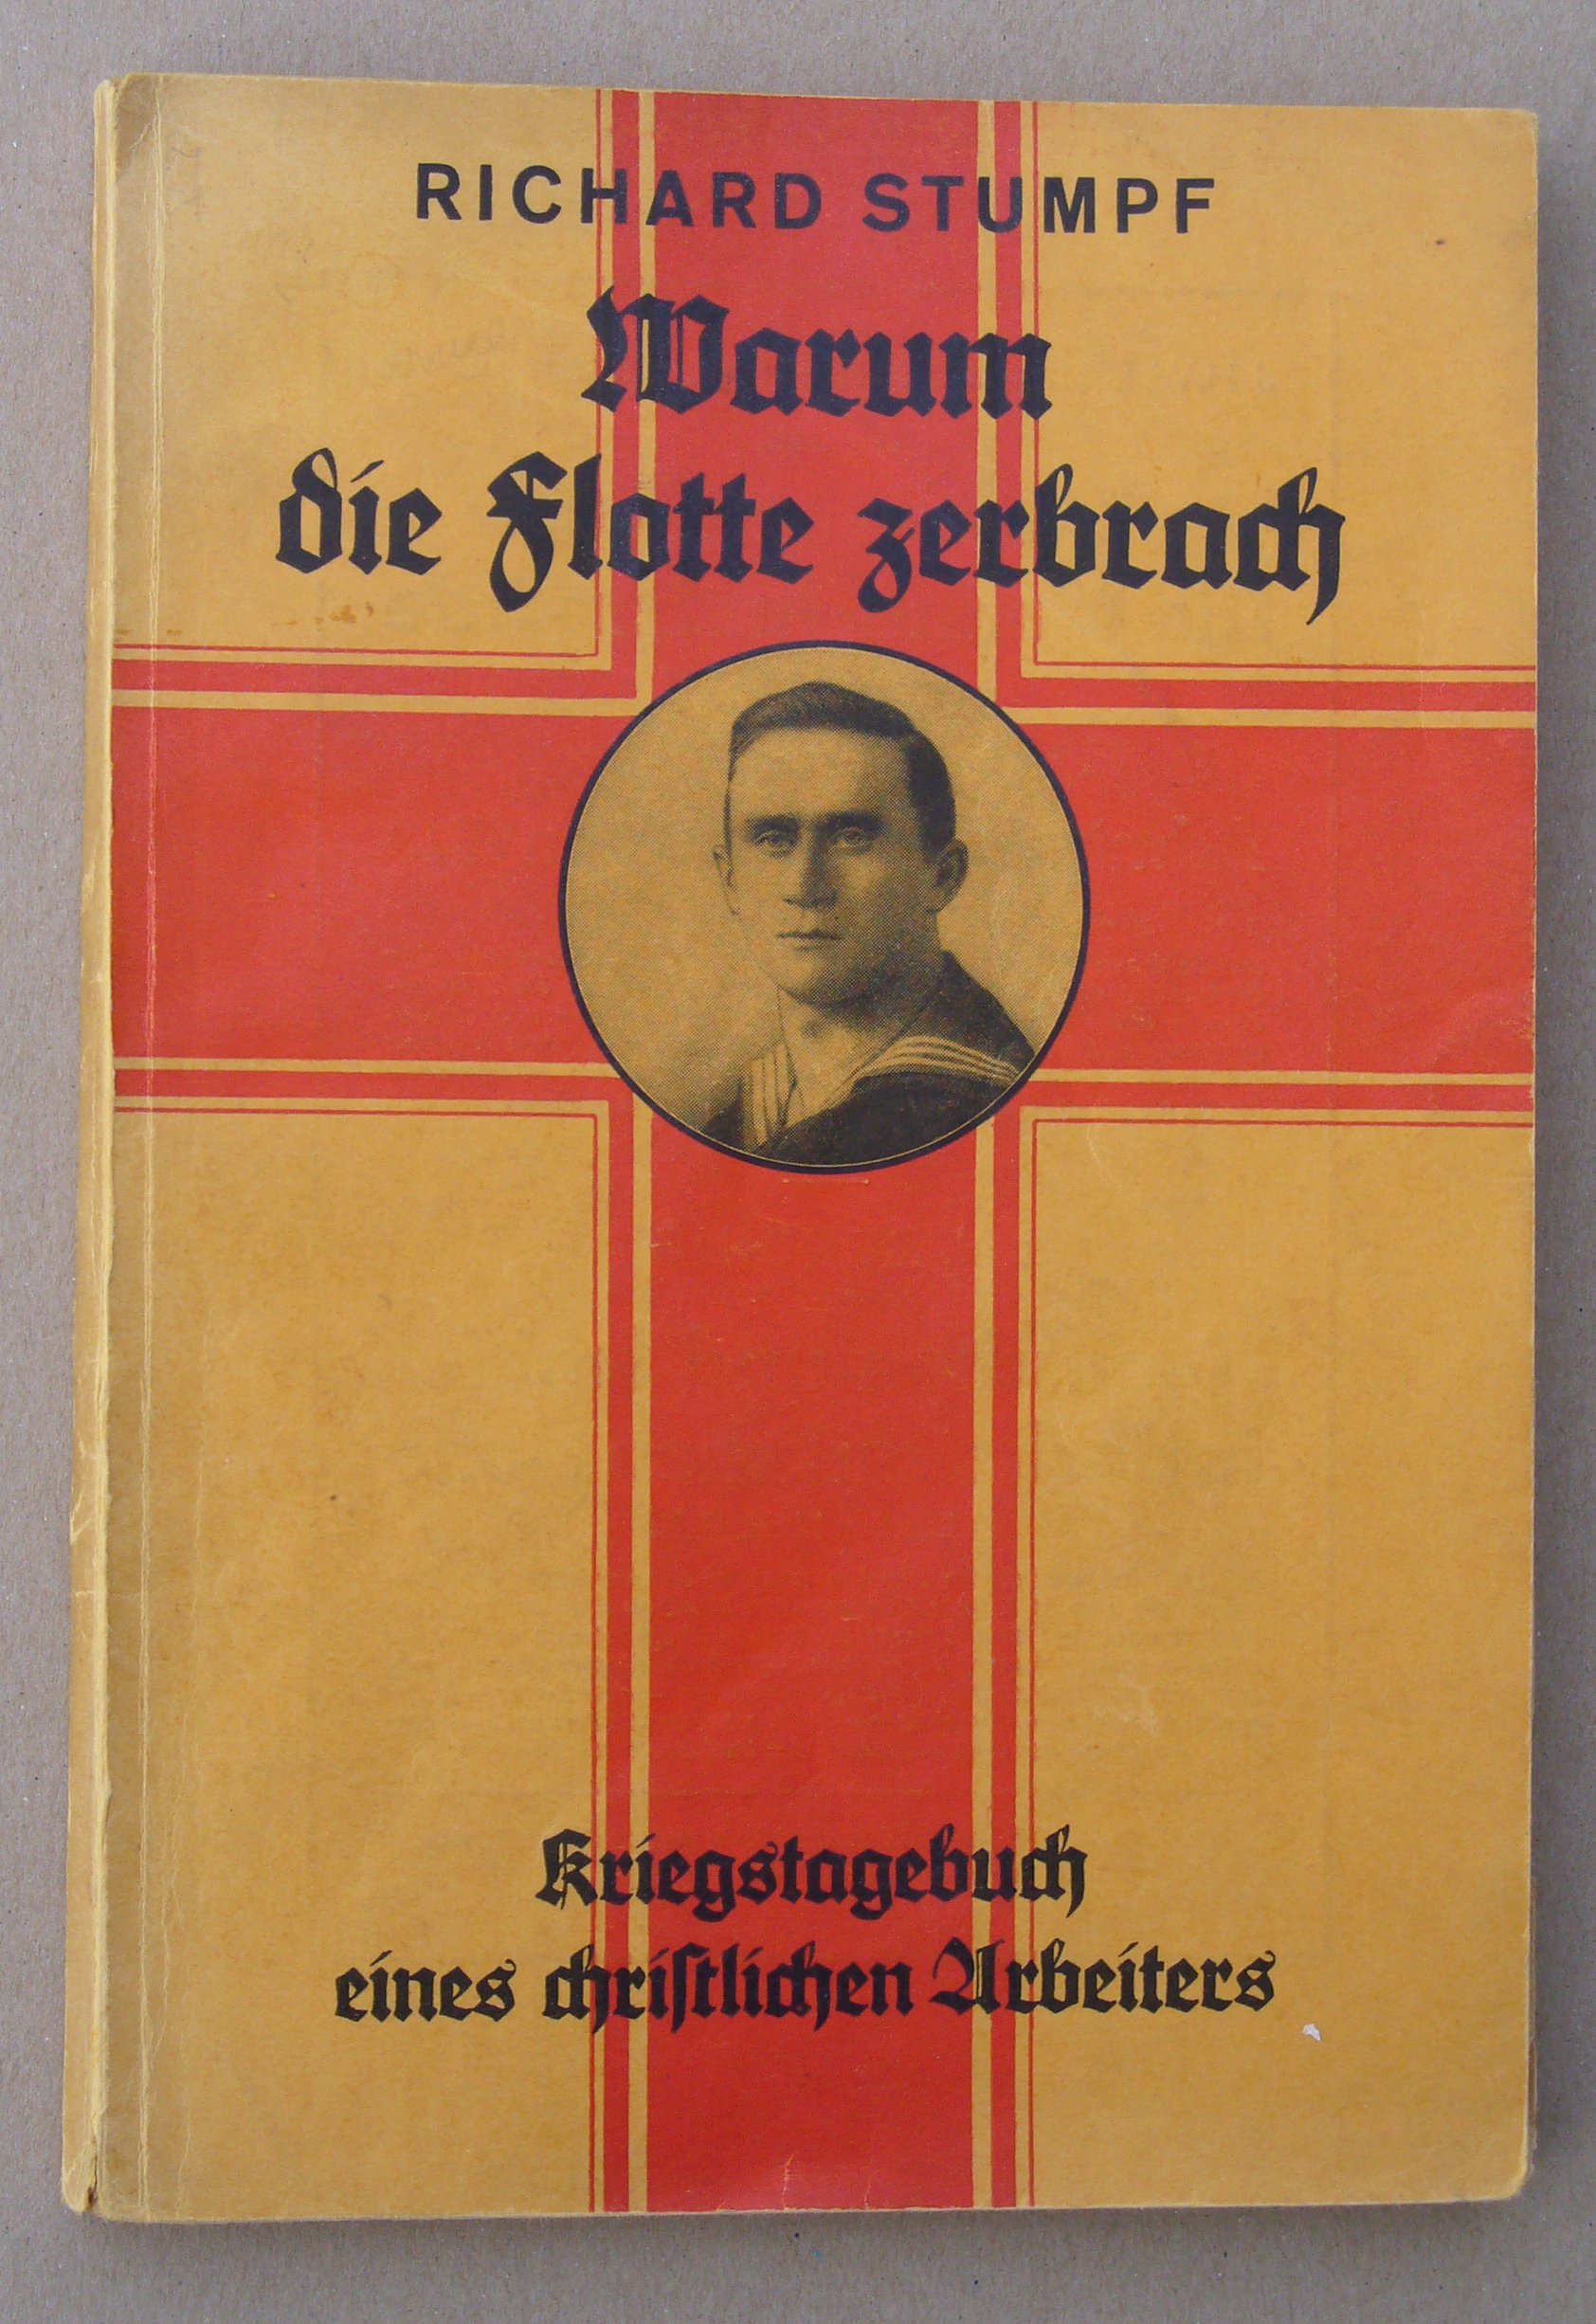 RICHARD STUMPF
Warum
die Flotte zerbrach
Kriegstagebuch
eines chriſtlichen Arbeiters